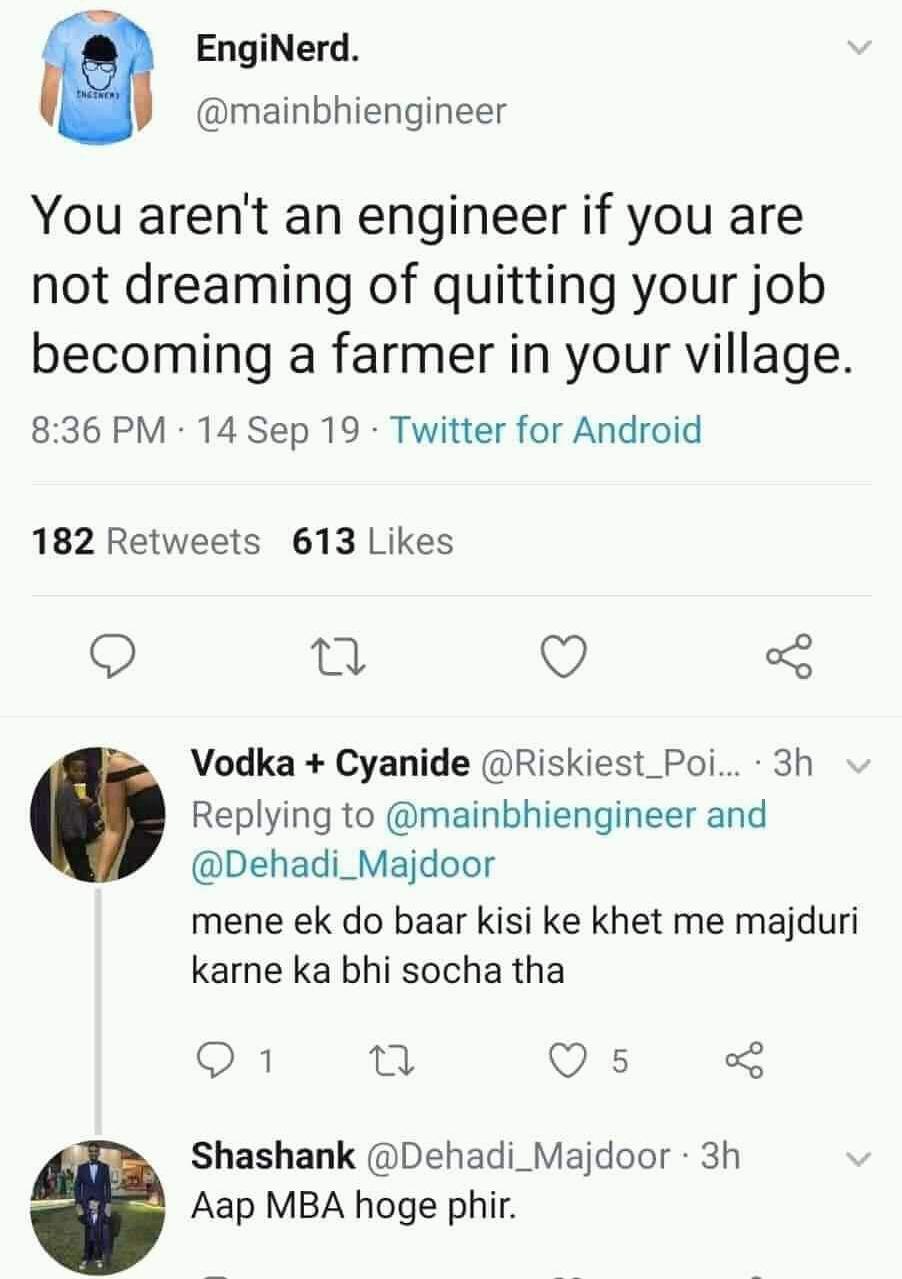 EngiNerd.
@mainbhiengineer
ENGINERD
You aren't an engineer if you are
not dreaming of quitting your job
becoming a farmer in your village.
8:36 PM · 14 Sep 19 · Twitter for Android
182 Retweets 613 Likes
Vodka + Cyanide @Riskiest_Poi... · 3h
Replying to @mainbhiengineer and
@Dehadi_Majdoor
mene ek do baar kisi ke khet me majduri
karne ka bhi socha tha
1 5
Shashank @Dehadi_Majdoor · 3h
Aap MBA hoge phir.